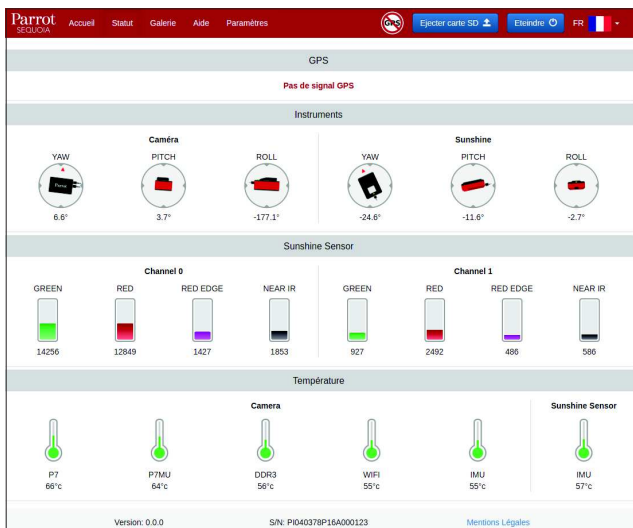 Parrot SEQUOIA Accueil Statut Galerie Aide Paramètres GPS Ejecter carte SD Eteindre FR
GPS
Pas de signal GPS
Instruments
Caméra Sunshine
YAW PITCH ROLL YAW PITCH ROLL
Parrot
6.6° 3.7° -177.1° -24.6° -11.6° -2.7°
Sunshine Sensor
Channel 0 Channel 1
GREEN RED RED EDGE NEAR IR GREEN RED RED EDGE NEAR IR
14256 12849 1427 1853 927 2492 486 586
Température
Camera Sunshine Sensor
P7 P7MU DDR3 WIFI IMU IMU
66°c 64°c 56°c 55°c 55°c 57°c
Version: 0.0.0 S/N: PI040378P16A000123 Mentions Légales